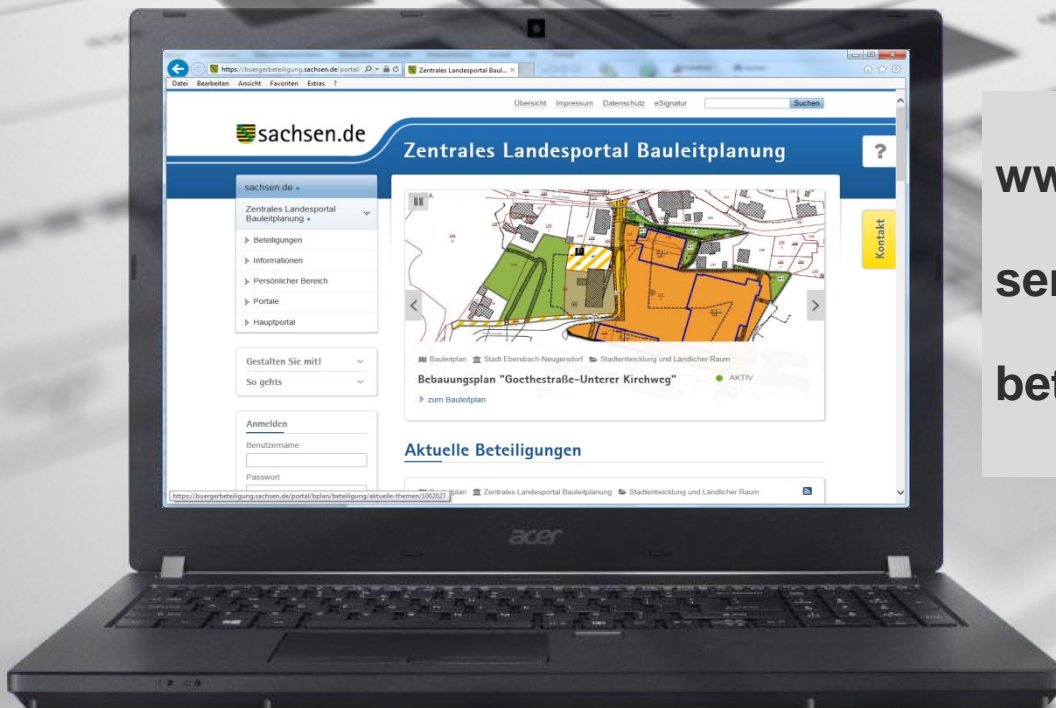 https://buergerbeteiligung.sachsen.de/portal/
Zentrales Landesportal Baul...
Datei Bearbeiten Ansicht Favoriten Extras ?
Übersicht Impressum Datenschutz eSignatur Suchen
sachsen.de
Zentrales Landesportal Bauleitplanung
?
Kontakt
sachsen.de
Zentrales Landesportal
Bauleitplanung
Beteiligungen
Informationen
Persönlicher Bereich
Portale
Hauptportal
Gestalten Sie mit!
So gehts
Anmelden
Benutzername
Passwort
P
Bauleitplan Stadt Ebersbach-Neugersdorf Stadtentwicklung und Ländlicher Raum
Bebauungsplan "Goethestraße-Unterer Kirchweg" AKTIV
zum Bauleitplan
Aktuelle Beteiligungen
Zentrales Landesportal Bauleitplanung Stadtentwicklung und Ländlicher Raum
https://buergerbeteiligung.sachsen.de/portal/bplan/beteiligung/aktuelle-themen/1002027
acer